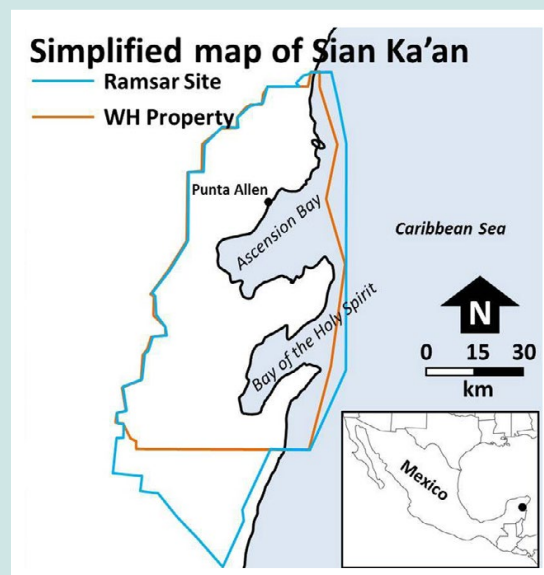 Simplified map of Sian Ka’an
Ramsar Site
WH Property
Punta Allen
Ascension Bay
Caribbean Sea
Bay of the Holy Spirit
N
0 15 30
km
Mexico